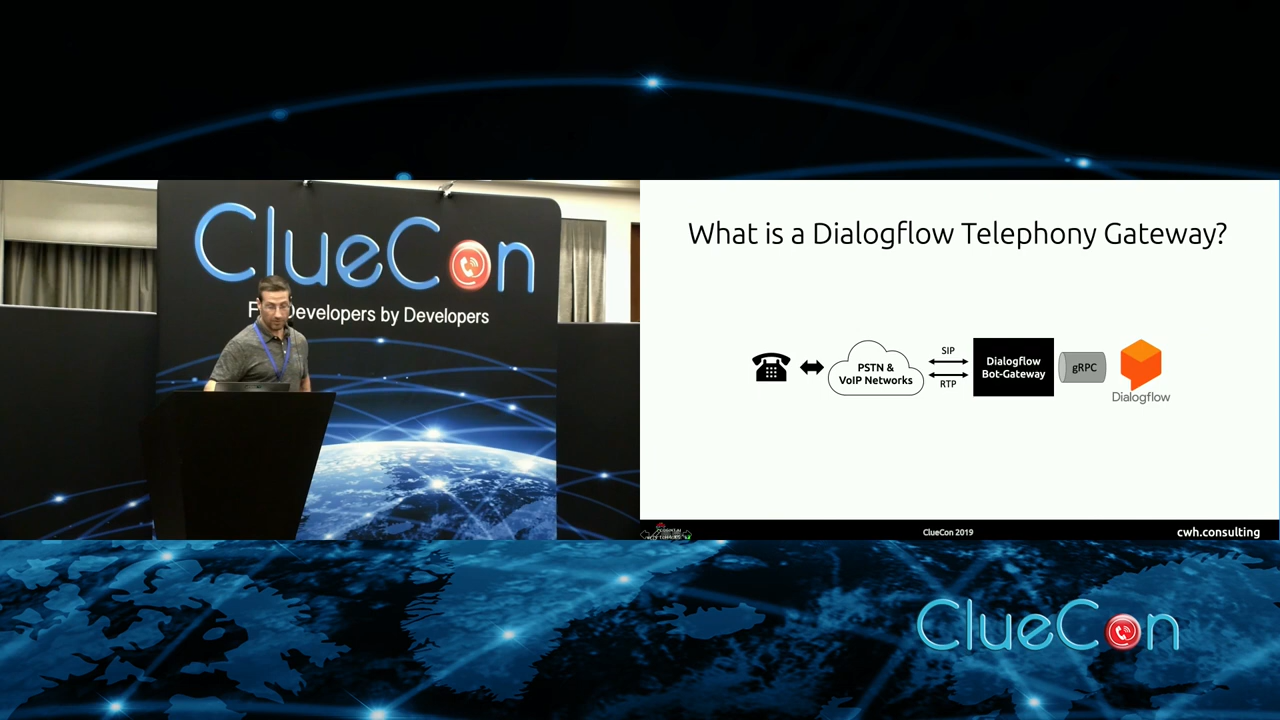 ClueCon
Developers by Developers
What is a Dialogflow Telephony Gateway?
PSTN &
VoIP Networks
SIP
RTP
Dialogflow
Bot-Gateway
gRPC
Dialogflow
ClueCon 2019
cwh.consulting
ClueCon